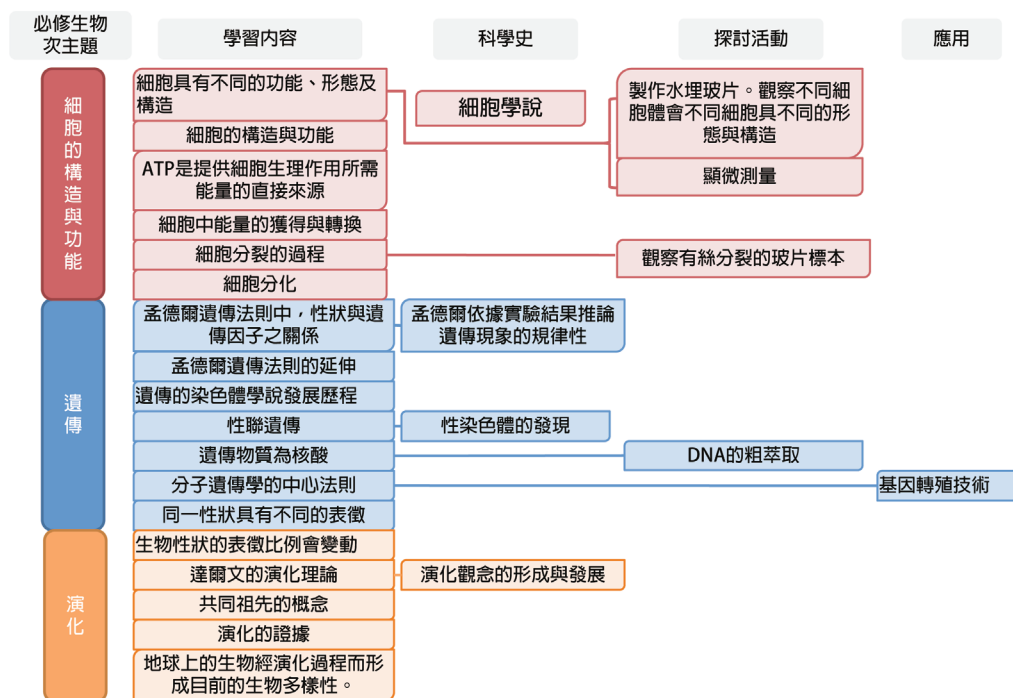 必修生物
次主題
學習內容
科學史
探討活動
應用
細胞的構造與功能
細胞具有不同的功能、形態及
構造
細胞的構造與功能
ATP是提供細胞生理作用所需
能量的直接來源
細胞中能量的獲得與轉換
細胞分裂的過程
細胞分化
細胞學說
製作水埋玻片。觀察不同細
胞體會不同細胞具不同的形
態與構造
顯微測量
觀察有絲分裂的玻片標本
遺傳
孟德爾遺傳法則中，性狀與遺
傳因子之關係
孟德爾遺傳法則的延伸
遺傳的染色體學說發展歷程
性聯遺傳
遺傳物質為核酸
分子遺傳學的中心法則
同一性狀具有不同的表徵
孟德爾依據實驗結果推論
遺傳現象的規律性
性染色體的發現
DNA的粗萃取
基因轉殖技術
演化
生物性狀的表徵比例會變動
達爾文的演化理論
共同祖先的概念
演化的證據
地球上的生物經演化過程而形
成目前的生物多樣性。
演化觀念的形成與發展